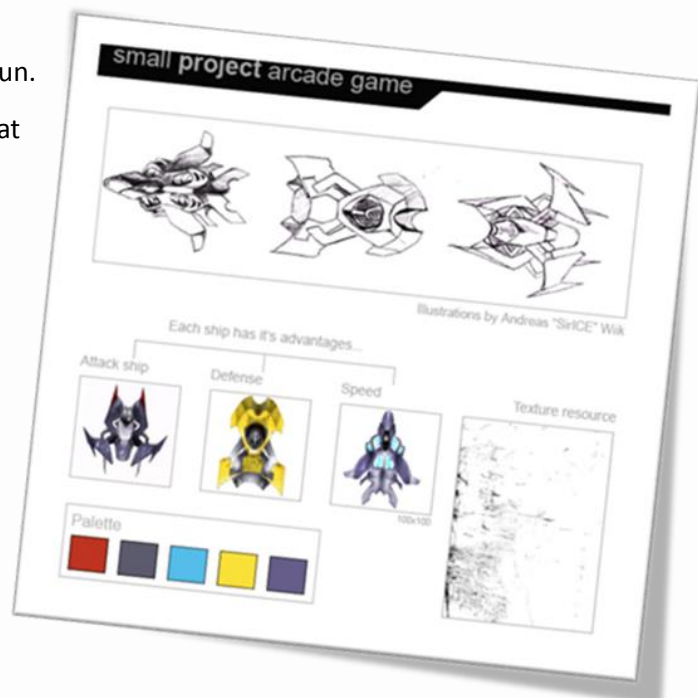 un.
at
small project arcade game
Illustrations by Andreas "SirICE" Wiik
Each ship has it's advantages...
Attack ship
Defense
Speed
Texture resource
100x100
Palette